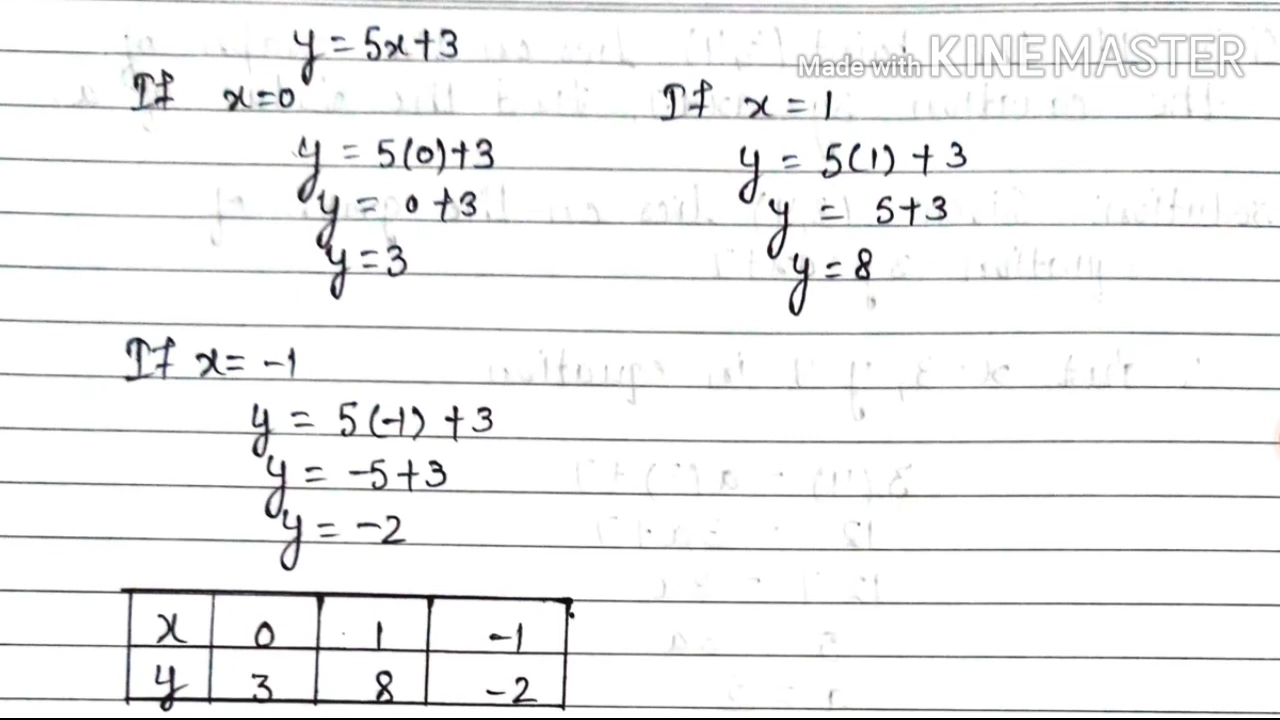 y = 5x+3
Made with KINEMASTER
If x=0
y = 5(0)+3
y = 0+3
y = 3
If x = 1
y = 5(1) + 3
y = 5+3
y = 8
If x = -1
y = 5(-1) + 3
y = -5+3
y = -2
x 0 1 -1
y 3 8 -2